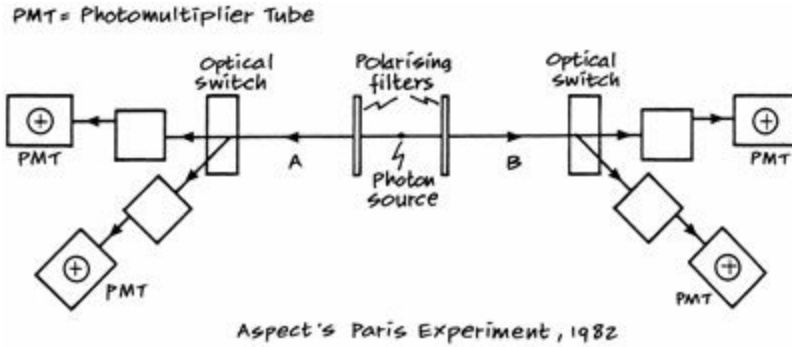 PMT = Photomultiplier Tube
Optical
switch
Polarising
filters
Optical
switch
PMT
A
B
PMT
Photon
source
PMT
PMT
Aspect's Paris Experiment, 1982